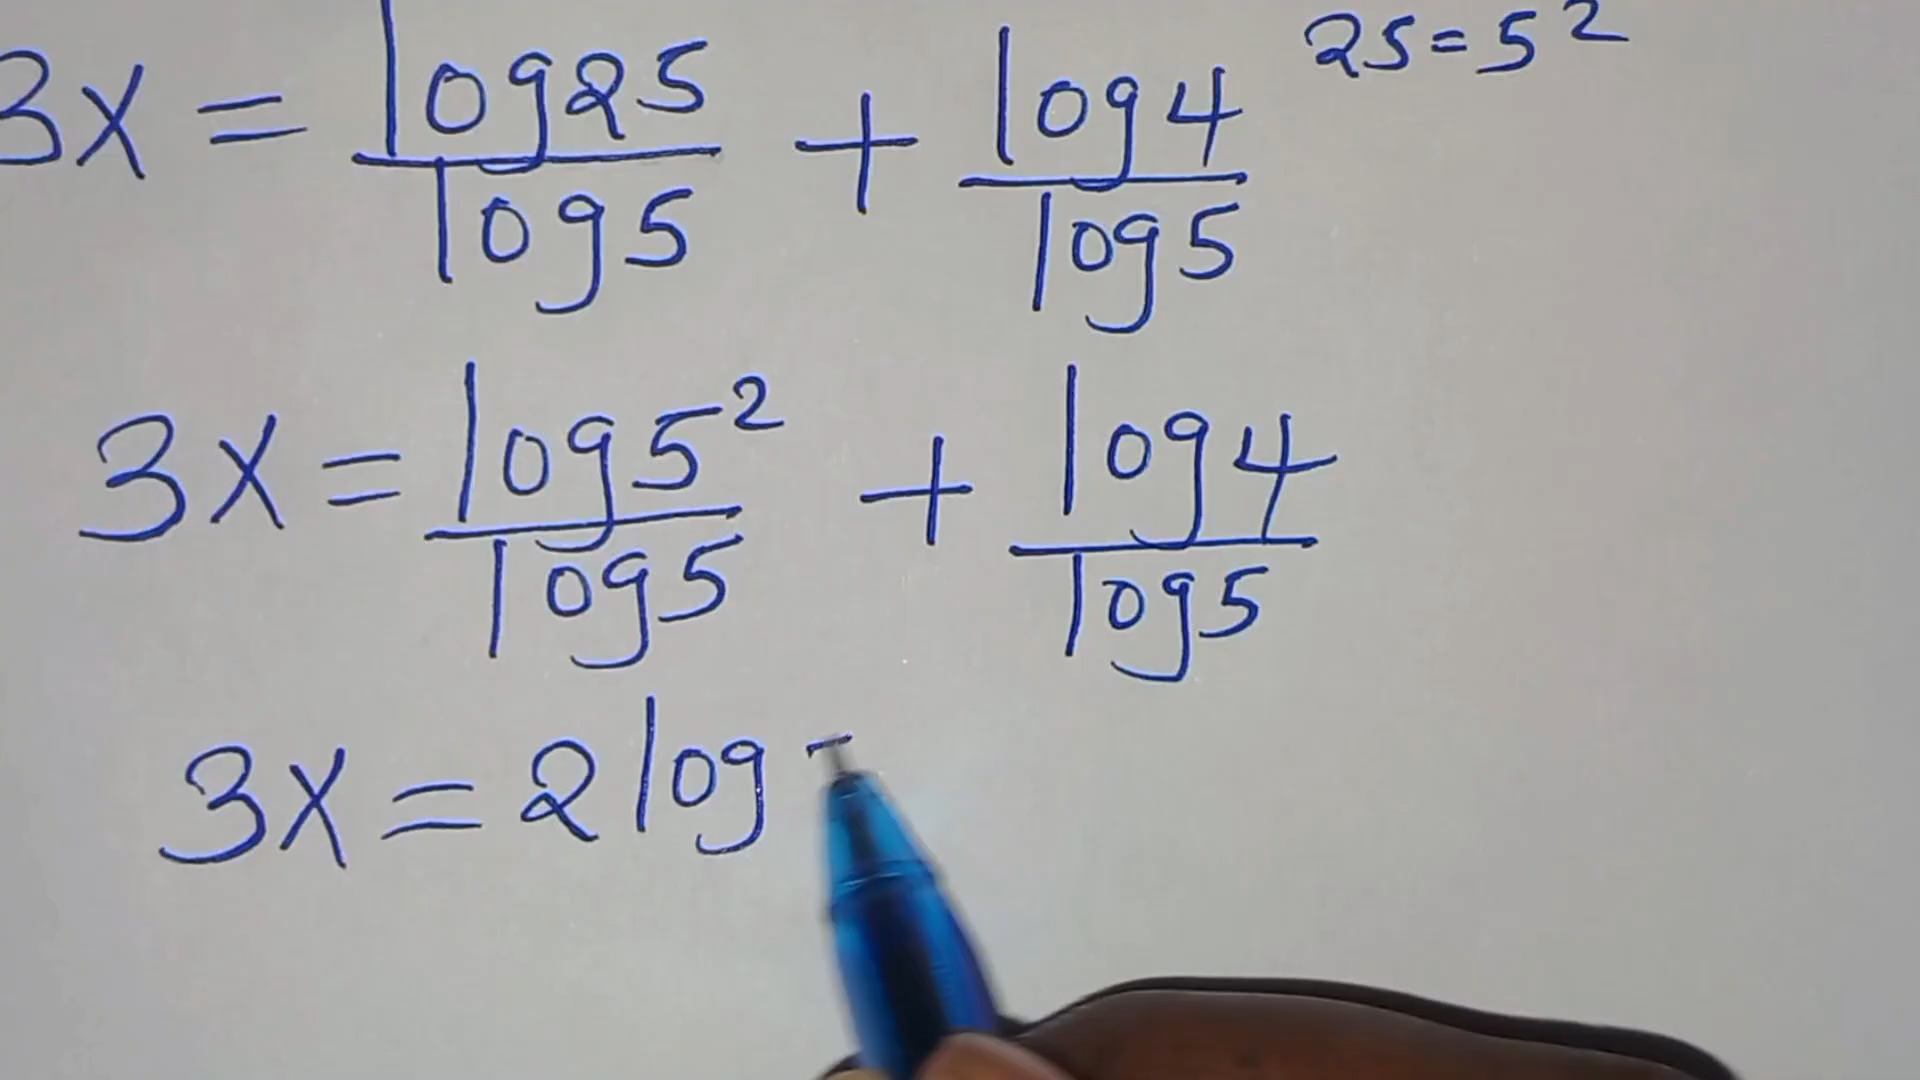 3x = log25/log5 + log4/log5
25=5²
3x = log5²/log5 + log4/log5
3x = 2log